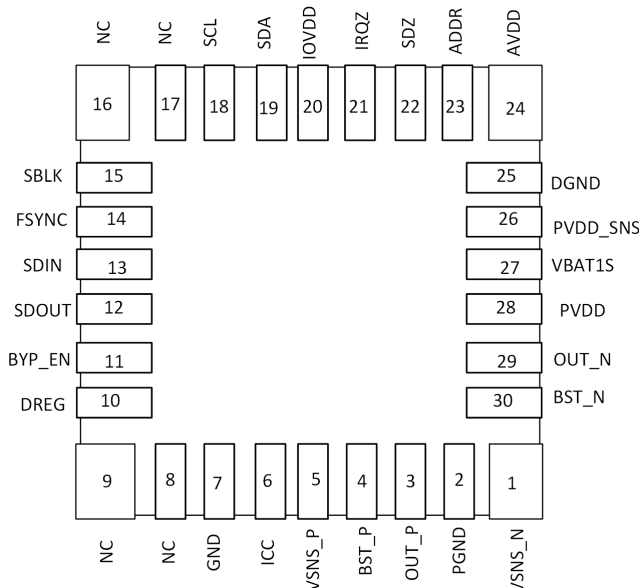 NC NC SCL SDA IOVDD IRQZ SDZ ADDR AVDD
16 17 18 19 20 21 22 23 24
SBLK 15 25 DGND
FSYNC 14 26 PVDD_SNS
SDIN 13 27 VBAT1S
SDOUT 12 28 PVDD
BYP_EN 11 29 OUT_N
DREG 10 30 BST_N
9 8 7 6 5 4 3 2 1
NC NC GND ICC VSNS_P BST_P OUT_P PGND VSNS_N